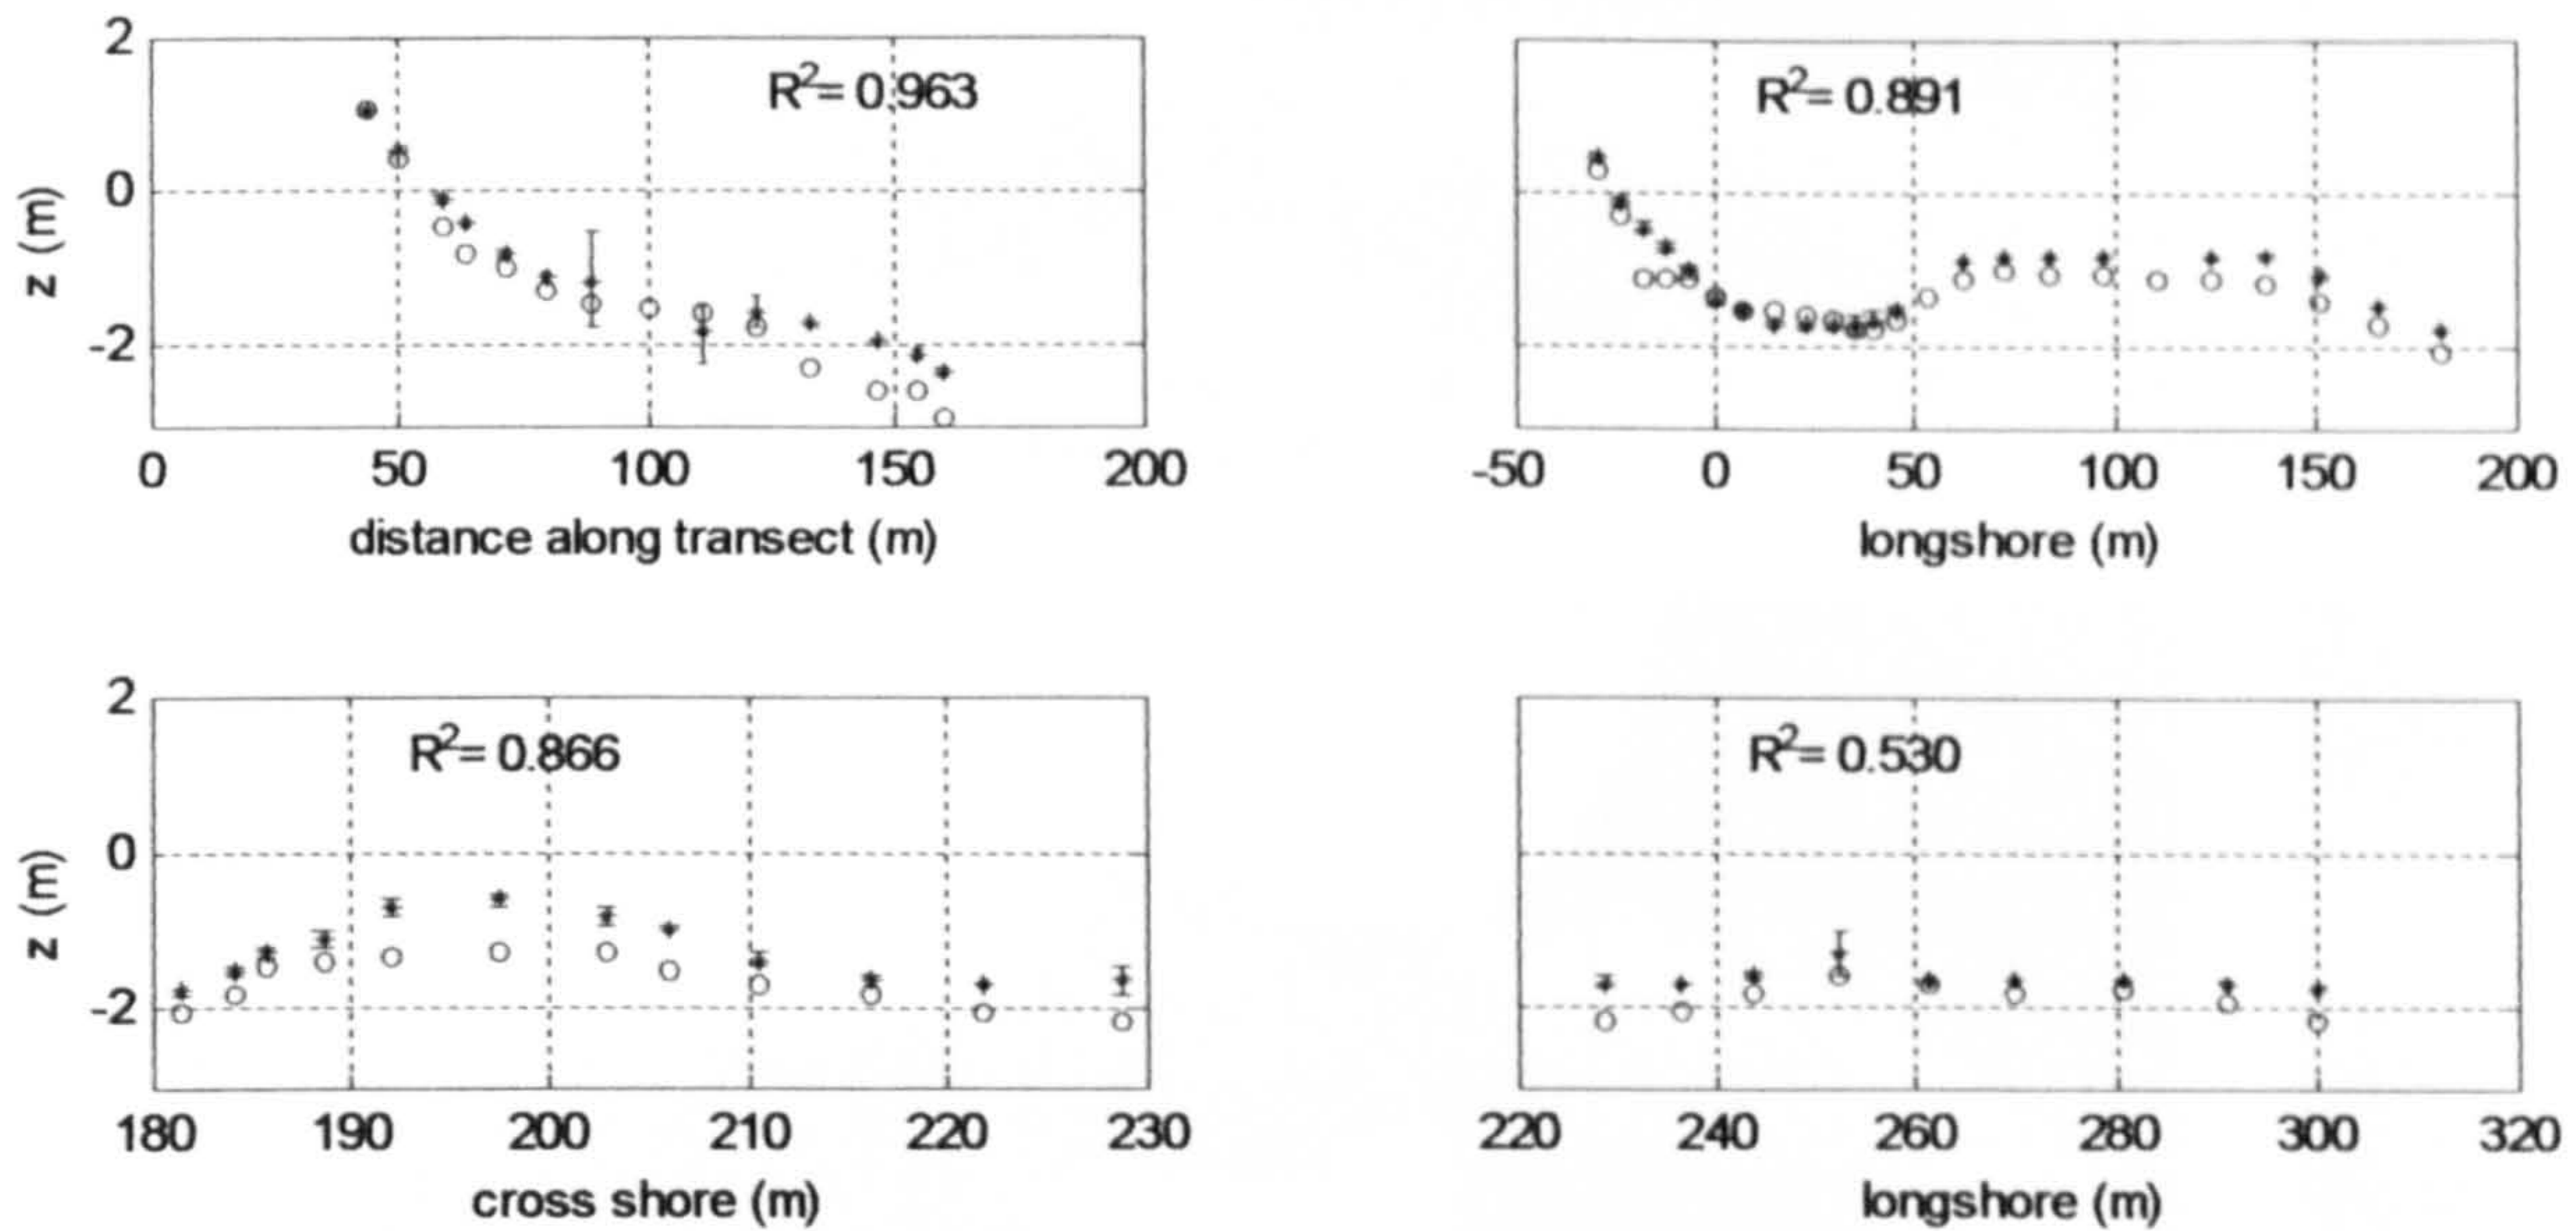 2
0
-2
z (m)
R²= 0.963
0 50 100 150 200
distance along transect (m)
R²= 0.891
-50 0 50 100 150 200
longshore (m)
2
0
-2
z (m)
R²= 0.866
180 190 200 210 220 230
cross shore (m)
R²= 0.530
220 240 260 280 300 320
longshore (m)